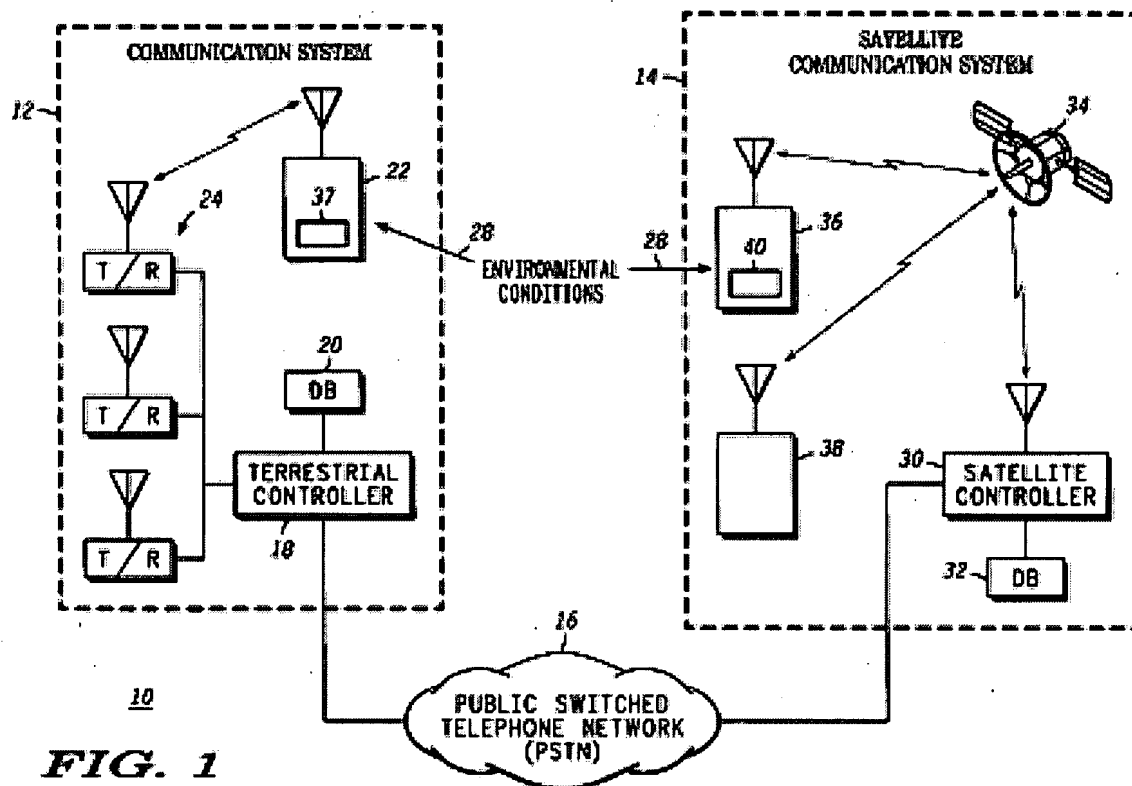 COMMUNICATION SYSTEM
12
24
22
37
28
T / R
T / R
T / R
20
DB
TERRESTRIAL
CONTROLLER
18
ENVIRONMENTAL
CONDITIONS
28
SATELLITE
COMMUNICATION SYSTEM
14
34
36
40
38
30
SATELLITE
CONTROLLER
32
DB
16
PUBLIC SWITCHED
TELEPHONE NETWORK
(PSTN)
10
FIG. 1